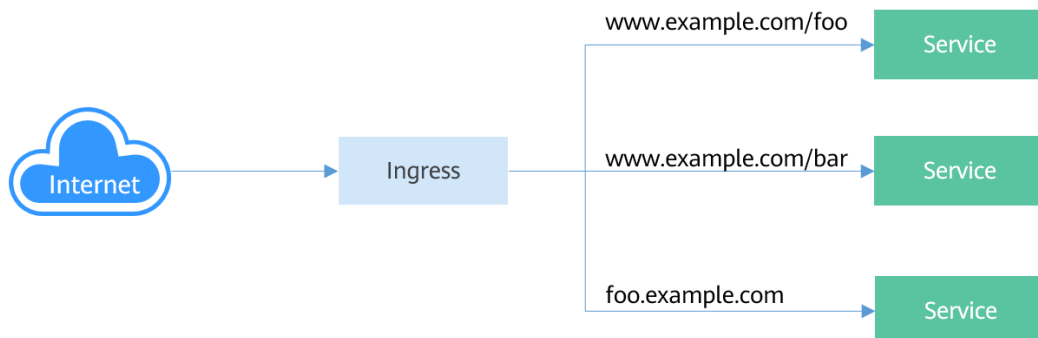 www.example.com/foo
Service
Internet
Ingress
www.example.com/bar
Service
foo.example.com
Service